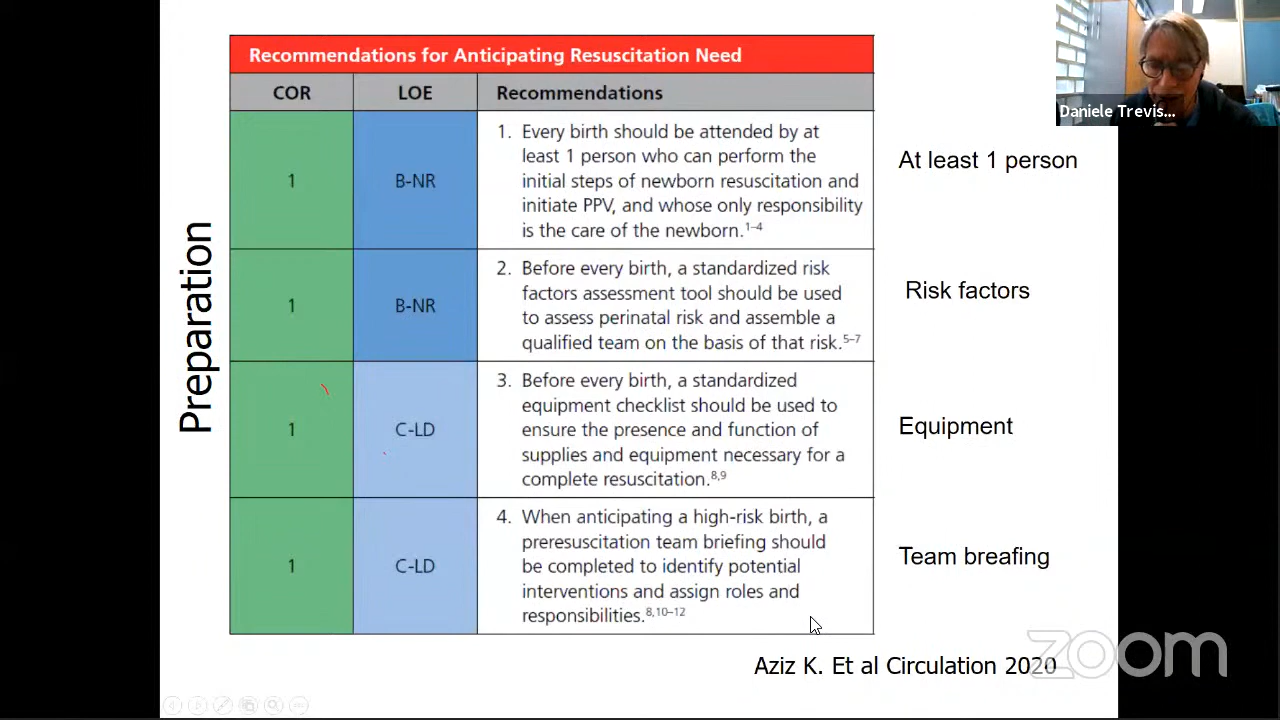 Recommendations for Anticipating Resuscitation Need
COR
LOE
Recommendations
1
B-NR
1. Every birth should be attended by at
least 1 person who can perform the
initial steps of newborn resuscitation and
initiate PPV, and whose only responsibility
is the care of the newborn.1–4
1
B-NR
2. Before every birth, a standardized risk
factors assessment tool should be used
to assess perinatal risk and assemble a
qualified team on the basis of that risk.5–7
1
C-LD
3. Before every birth, a standardized
equipment checklist should be used to
ensure the presence and function of
supplies and equipment necessary for a
complete resuscitation.8,9
1
C-LD
4. When anticipating a high-risk birth, a
preresuscitation team briefing should
be completed to identify potential
interventions and assign roles and
responsibilities.8,10–12
Preparation
At least 1 person
Risk factors
Equipment
Team breafing
Aziz K. Et al Circulation 2020
Daniele Trevis...
zoom